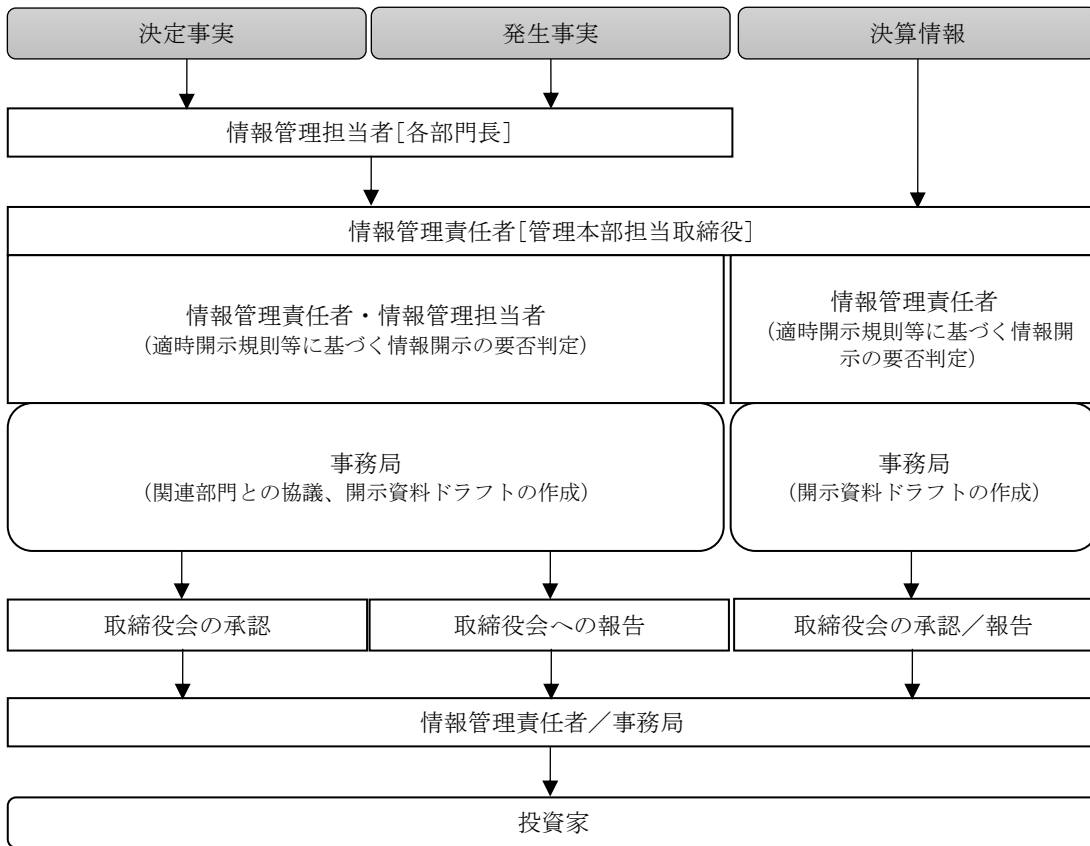 決定事実
発生事実
決算情報
情報管理担当者[各部門長]
情報管理責任者[管理本部担当取締役]
情報管理責任者・情報管理担当者
（適時開示規則等に基づく情報開示の要否判定）
情報管理責任者
（適時開示規則等に基づく情報開
示の要否判定）
事務局
（関連部門との協議、開示資料ドラフトの作成）
事務局
（開示資料ドラフトの作成）
取締役会の承認
取締役会への報告
取締役会の承認／報告
情報管理責任者／事務局
投資家